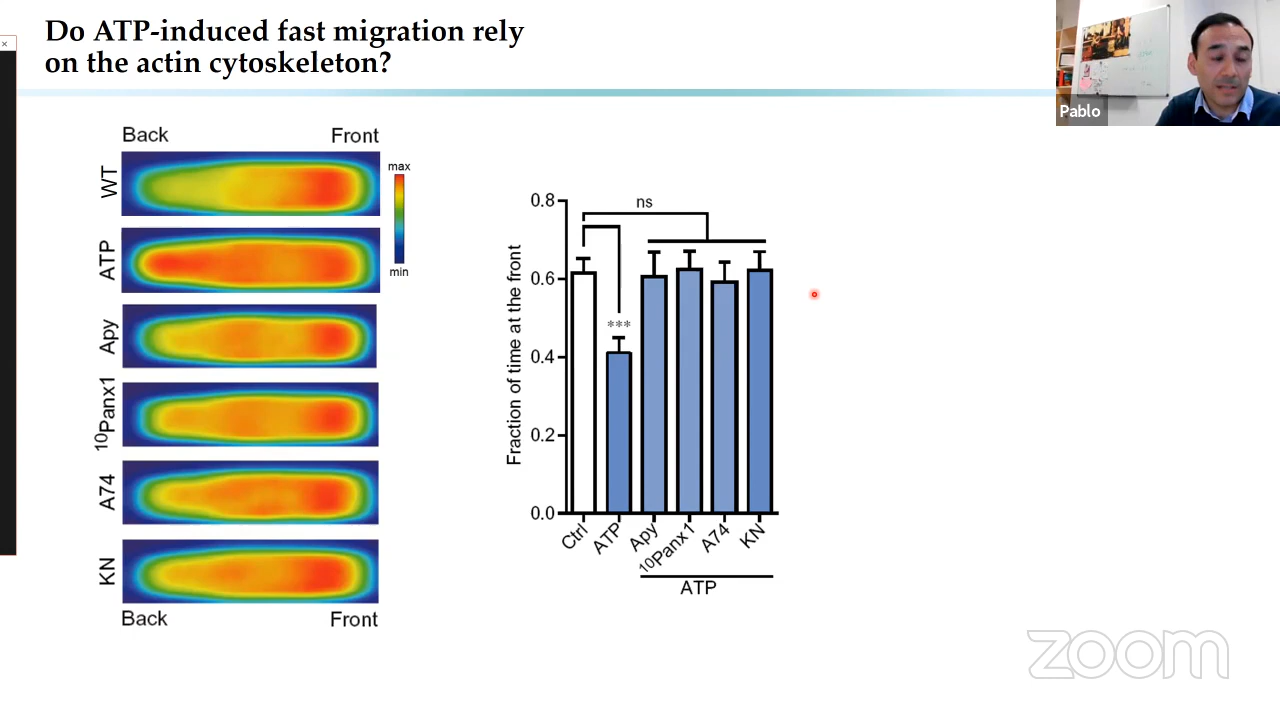 Do ATP-induced fast migration rely
on the actin cytoskeleton?
Pablo
Back Front
WT
max
min
ATP
Apy
10Panx1
A74
KN
Back Front
Fraction of time at the front
0.8
0.6
0.4
0.2
0.0
ns
***
Ctrl
ATP
Apy
10Panx1
A74
KN
ATP
zoom